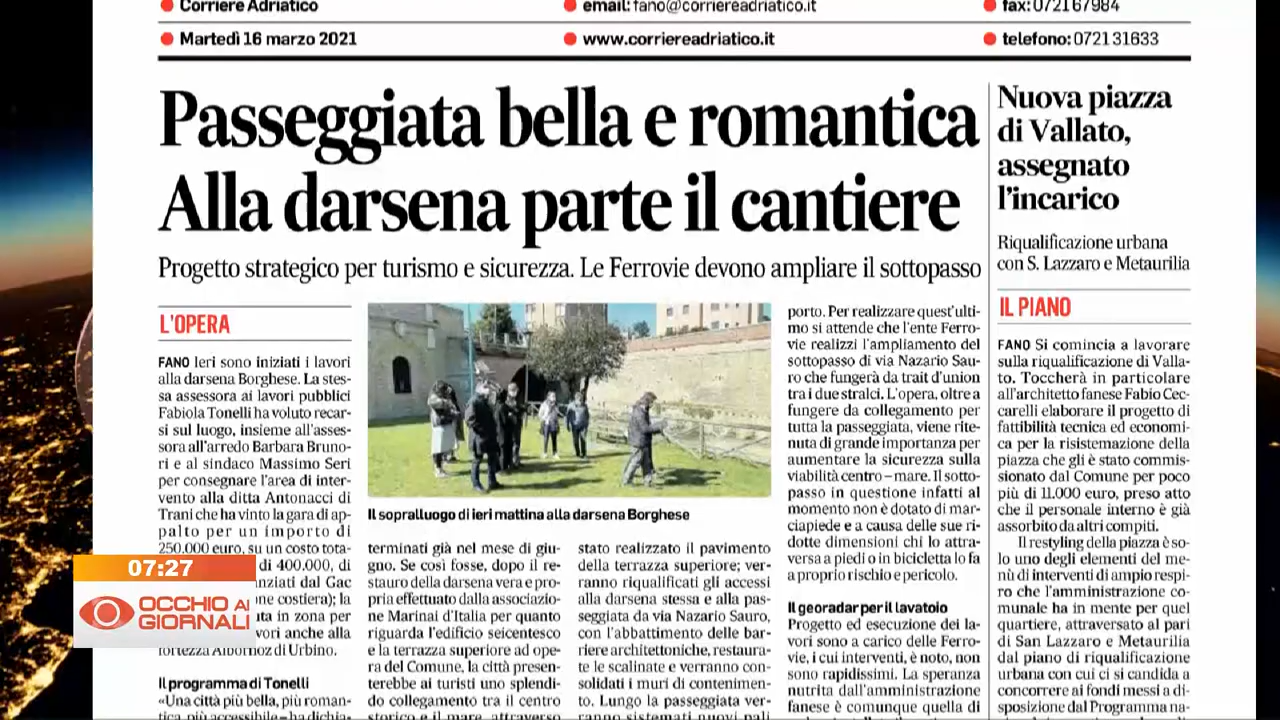 Corriere Adriatico
email: fano@corriereadriatico.it
fax: 0721 67984
Martedì 16 marzo 2021
www.corriereadriatico.it
telefono: 0721 31633
Passeggiata bella e romantica
Alla darsena parte il cantiere
Progetto strategico per turismo e sicurezza. Le Ferrovie devono ampliare il sottopasso
L'OPERA
FANO Ieri sono iniziati i lavori
alla darsena Borghese. La stes-
sa assessora ai lavori pubblici
Fabiola Tonelli ha voluto recar-
si sul luogo, insieme all'asses-
sora all'arredo Barbara Bruno-
ri e al sindaco Massimo Seri
per consegnare l'area di inter-
vento alla ditta Antonacci di
Trani che ha vinto la gara di ap-
palto per un importo di
250.000 euro, su un costo tota-
di 400.000, di
nziati dal Gac
ne costiera); la
ta in zona per
vori anche alla
fortezza Albornoz di Urbino.
Il programma di Tonelli
«Una città più bella, più roman-
tica, più accessibile – ha dichia-
Il sopralluogo di ieri mattina alla darsena Borghese
terminati già nel mese di giu-
gno. Se così fosse, dopo il re-
stauro della darsena vera e pro-
pria effettuato dalla associazio-
ne Marinai d'Italia per quanto
riguarda l'edificio seicentesco
e la terrazza superiore ad ope-
ra del Comune, la città presen-
terebbe ai turisti uno splendi-
do collegamento tra il centro
storico e il mare, attraverso
stato realizzato il pavimento
della terrazza superiore; ver-
ranno riqualificati gli accessi
alla darsena stessa e alla pas-
seggiata da via Nazario Sauro,
con l'abbattimento delle bar-
riere architettoniche, restaura-
te le scalinate e verranno con-
solidati i muri di contenimen-
to. Lungo la passeggiata ver-
ranno sistemati nuovi pali
porto. Per realizzare quest'ulti-
mo si attende che l'ente Ferro-
vie realizzi l'ampliamento del
sottopasso di via Nazario Sau-
ro che fungerà da trait d'union
tra i due stralci. L'opera, oltre a
fungere da collegamento per
tutta la passeggiata, viene rite-
nuta di grande importanza per
aumentare la sicurezza sulla
viabilità centro – mare. Il sotto-
passo in questione infatti al
momento non è dotato di mar-
ciapiede e a causa delle sue ri-
dotte dimensioni chi lo attra-
versa a piedi o in bicicletta lo fa
a proprio rischio e pericolo.
Il georadar per il lavatoio
Progetto ed esecuzione dei la-
vori sono a carico delle Ferro-
vie, i cui interventi, è noto, non
sono rapidissimi. La speranza
nutrita dall'amministrazione
fanese è comunque quella di
Nuova piazza
di Vallato,
assegnato
l'incarico
Riqualificazione urbana
con S. Lazzaro e Metaurilia
IL PIANO
FANO Si comincia a lavorare
sulla riqualificazione di Valla-
to. Toccherà in particolare
all'architetto fanese Fabio Cec-
carelli elaborare il progetto di
fattibilità tecnica ed economi-
ca per la risistemazione della
piazza che gli è stato commis-
sionato dal Comune per poco
più di 11.000 euro, preso atto
che il personale interno è già
assorbito da altri compiti.
Il restyling della piazza è so-
lo uno degli elementi del me-
nù di interventi di ampio respi-
ro che l'amministrazione co-
munale ha in mente per quel
quartiere, attraversato al pari
di San Lazzaro e Metaurilia
dal piano di riqualificazione
urbana con cui ci si candida a
concorrere ai fondi messi a di-
sposizione dal Programma na-
07:27
OCCHIO AI
GIORNALI